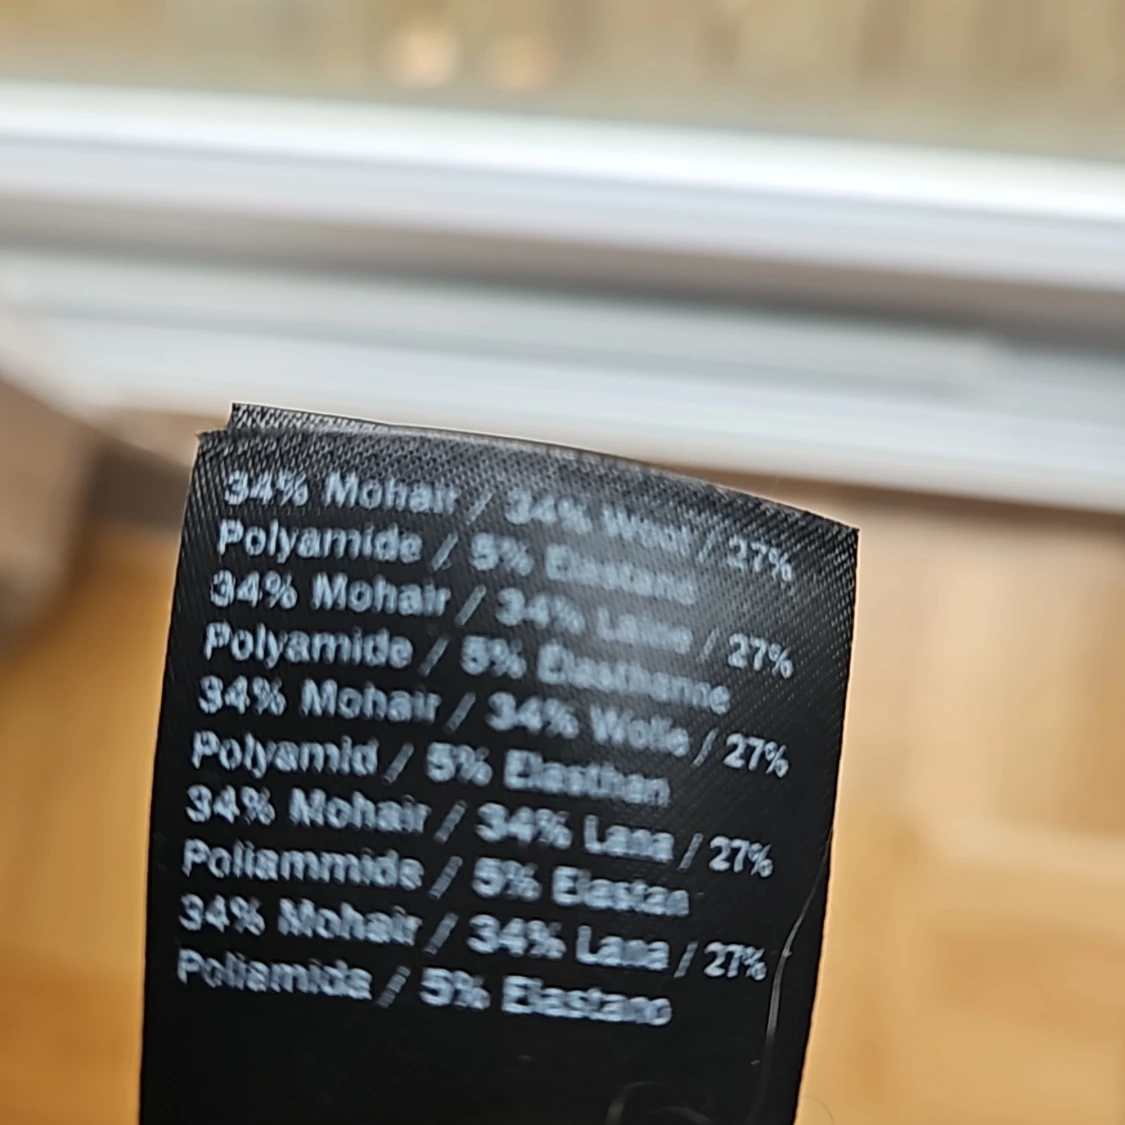 34% Mohair / 34% Wool / 27%
Polyamide / 5% Elastane
34% Mohair / 34% Laine / 27%
Polyamide / 5% Elasthanne
34% Mohair / 34% Wolle / 27%
Polyamid / 5% Elasthan
34% Mohair / 34% Lana / 27%
Poliammide / 5% Elastan
34% Mohair / 34% Lana / 27%
Poliamida / 5% Elastano